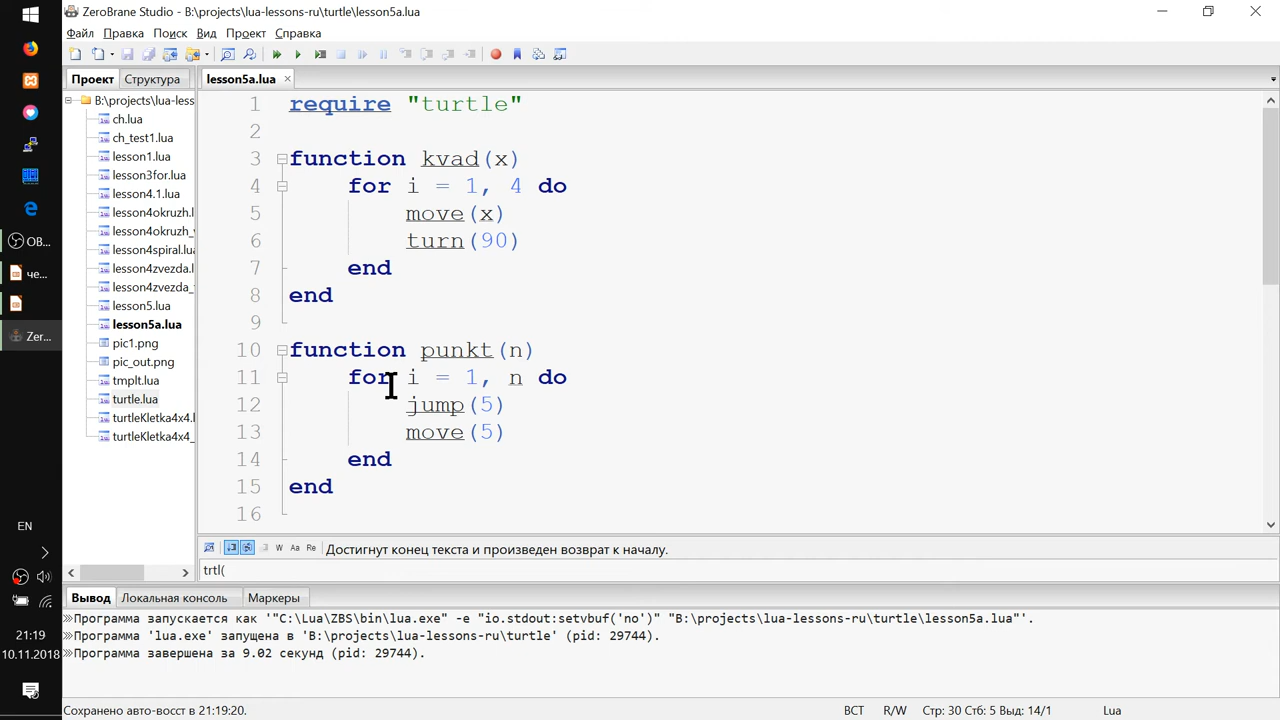 ZeroBrane Studio - B:\projects\lua-lessons-ru\turtle\lesson5a.lua
Файл Правка Поиск Вид Проект Справка
Проект Структура
lesson5a.lua
B:\projects\lua-less
ch.lua
ch_test1.lua
lesson1.lua
lesson3for.lua
lesson4.1.lua
lesson4okruzh.l
lesson4okruzh_
lesson4spiral.lua
lesson4zvezda.l
lesson4zvezda_
lesson5.lua
lesson5a.lua
pic1.png
pic_out.png
tmplt.lua
turtle.lua
turtleKletka4x4.l
turtleKletka4x4_
1 require "turtle"
2
3 function kvad(x)
4 for i = 1, 4 do
5 move(x)
6 turn(90)
7 end
8 end
9
10 function punkt(n)
11 for i = 1, n do
12 jump(5)
13 move(5)
14 end
15 end
16
W Aa Re Достигнут конец текста и произведен возврат к началу.
trtl(
Вывод Локальная консоль Маркеры
Программа запускается как '"C:\Lua\ZBS\bin\lua.exe" -e "io.stdout:setvbuf('no')" "B:\projects\lua-lessons-ru\turtle\lesson5a.lua"'.
Программа 'lua.exe' запущена в 'B:\projects\lua-lessons-ru\turtle' (pid: 29744).
Программа завершена за 9.02 секунд (pid: 29744).
Сохранено авто-восст в 21:19:20.
ВСТ R/W Стр: 30 Стб: 5 Выд: 14/1 Lua
OB...
че...
Zer...
EN
21:19
10.11.2018